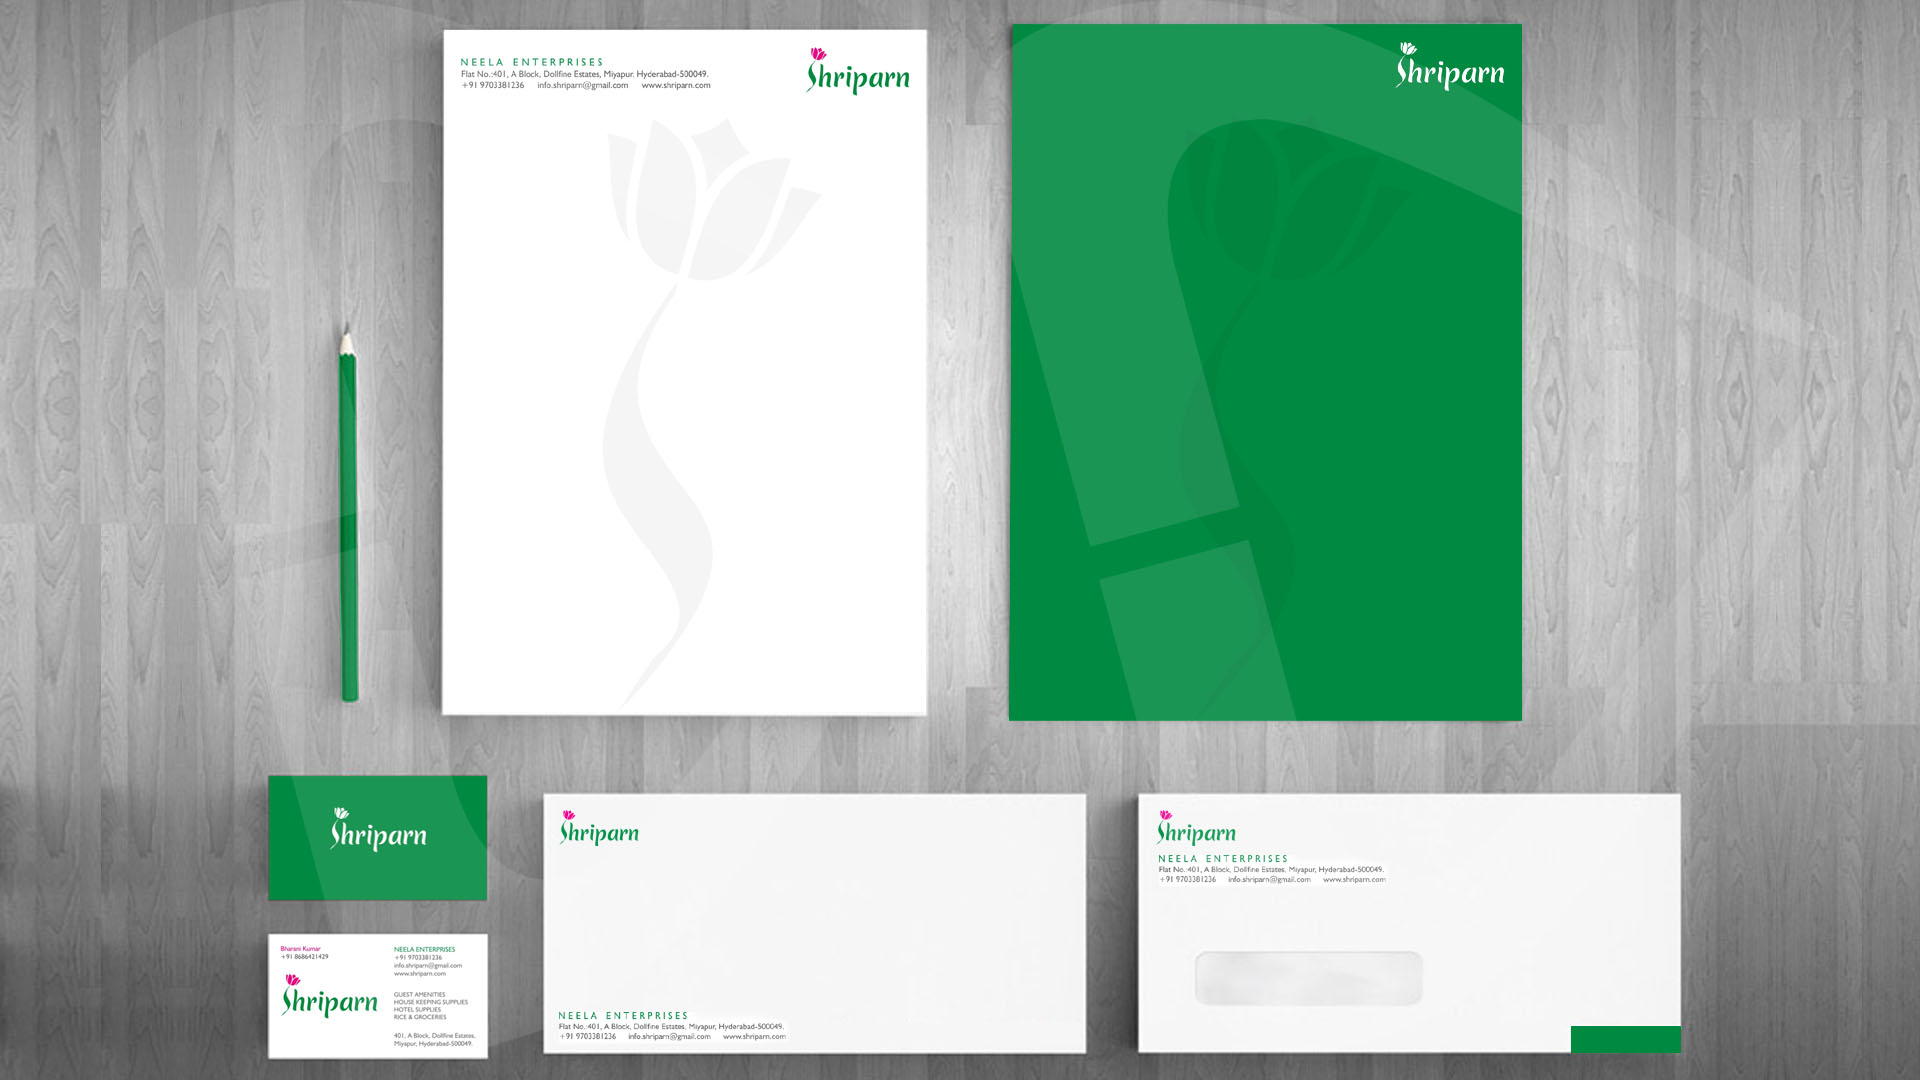 NEELA ENTERPRISES
Flat No.:401, A Block, Dollfine Estates, Miyapur, Hyderabad-500049.
+91 9703381236 info.shriparn@gmail.com www.shriparn.com
Shriparn
Shriparn
Shriparn
Bharani Kumar
+91 8686421429
Shriparn
NEELA ENTERPRISES
+91 9703381236
info.shriparn@gmail.com
www.shriparn.com
GUEST AMENITIES
HOUSE KEEPING SUPPLIES
HOTEL SUPPLIES
RICE & GROCERIES
401, A Block, Dollfine Estates,
Miyapur, Hyderabad-500049.
Shriparn
NEELA ENTERPRISES
Flat No.:401, A Block, Dollfine Estates, Miyapur, Hyderabad-500049.
+91 9703381236 info.shriparn@gmail.com www.shriparn.com
Shriparn
NEELA ENTERPRISES
Flat No.:401, A Block, Dollfine Estates, Miyapur, Hyderabad-500049.
+91 9703381236 info.shriparn@gmail.com www.shriparn.com